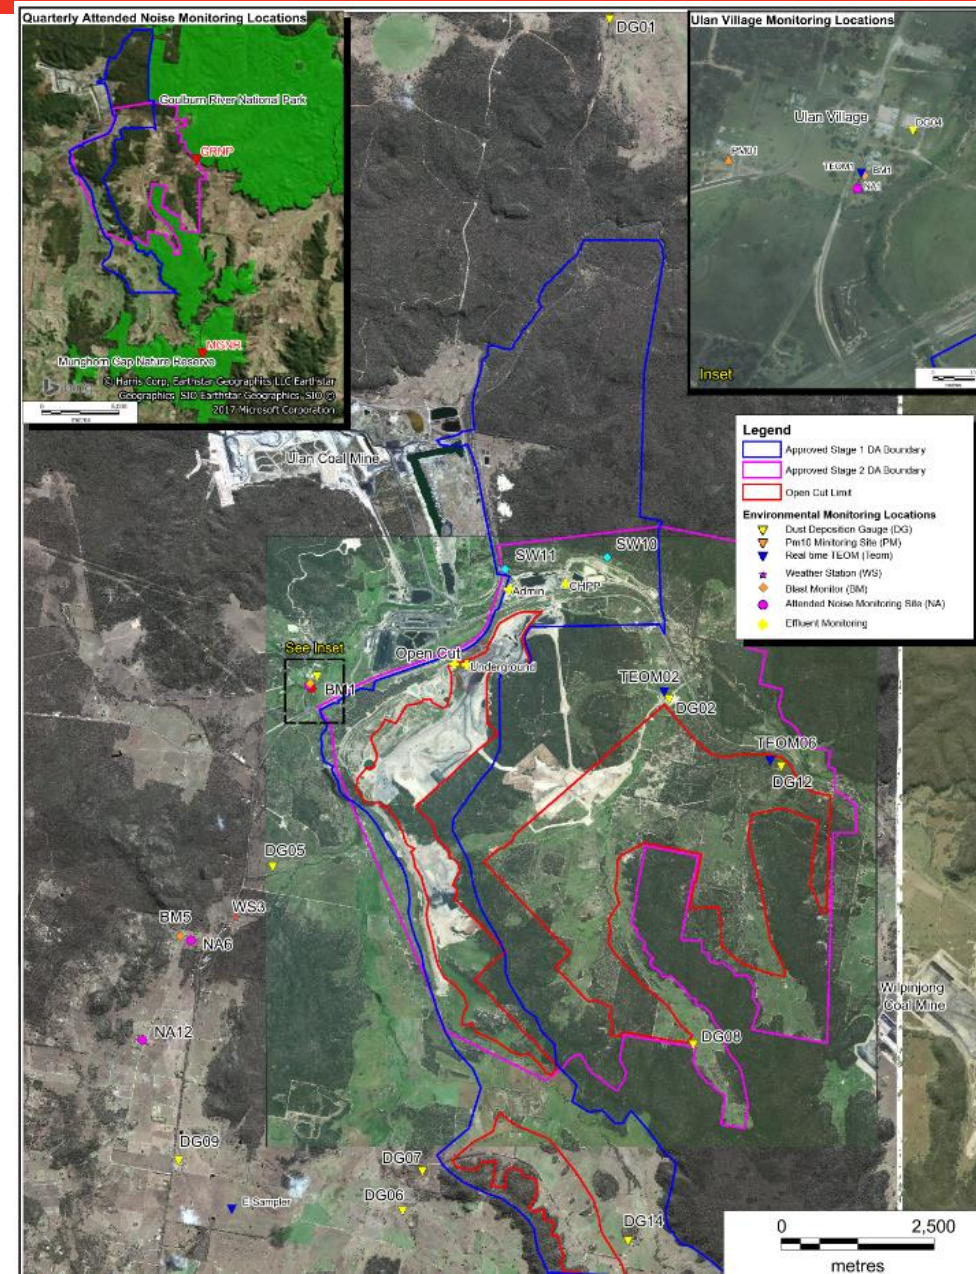 Quarterly Attended Noise Monitoring Locations
Goulburn River National Park
GRNP
MGNR
Munghorn Gap Nature Reserve
© Harris Corp, Earthstar Geographics LLC Earthstar
Geographics SIO Earthstar Geographics SIO ©
2017 Microsoft Corporation
metres
DG01
Ulan Village Monitoring Locations
Ulan Village
DG04
PM01
TEOM1
BM1
NA1
Inset
Legend
Approved Stage 1 DA Boundary
Approved Stage 2 DA Boundary
Open Cut Limit
Environmental Monitoring Locations
Dust Deposition Gauge (DG)
Pm10 Minitoring Site (PM)
Real time TEOM (Teom)
Weather Station (WS)
Blast Monitor (BM)
Attended Noise Monitoring Site (NA)
Effluent Monitoring
Ulan Coal Mine
SW11
SW10
Admin
CHPP
See Inset
Open Cut
Underground
BM1
TEOM02
DG02
TEOM06
DG12
DG05
WS3
BM5
NA6
Wilpinjong
Coal Mine
NA12
DG08
DG09
DG07
E-Sampler
DG06
DG14
0 2,500
metres